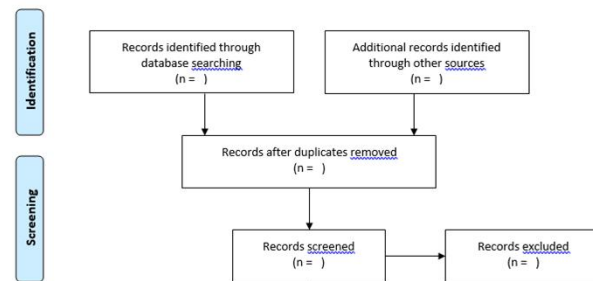 Identification
Records identified through
database searching
(n =   )
Additional records identified
through other sources
(n =   )
Records after duplicates removed
(n =   )
Screening
Records screened
(n =   )
Records excluded
(n =   )